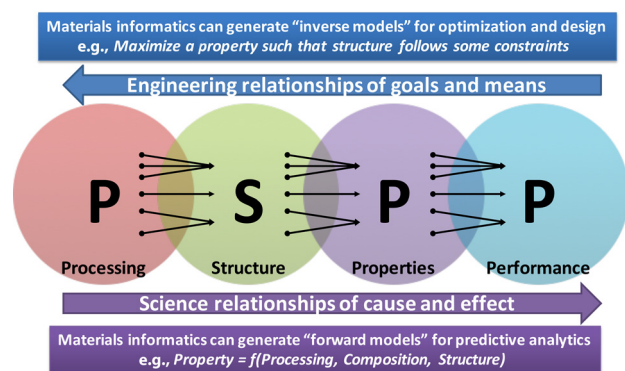 Materials informatics can generate “inverse models” for optimization and design
e.g., Maximize a property such that structure follows some constraints
Engineering relationships of goals and means
P S P P
Processing Structure Properties Performance
Science relationships of cause and effect
Materials informatics can generate “forward models” for predictive analytics
e.g., Property = f(Processing, Composition, Structure)